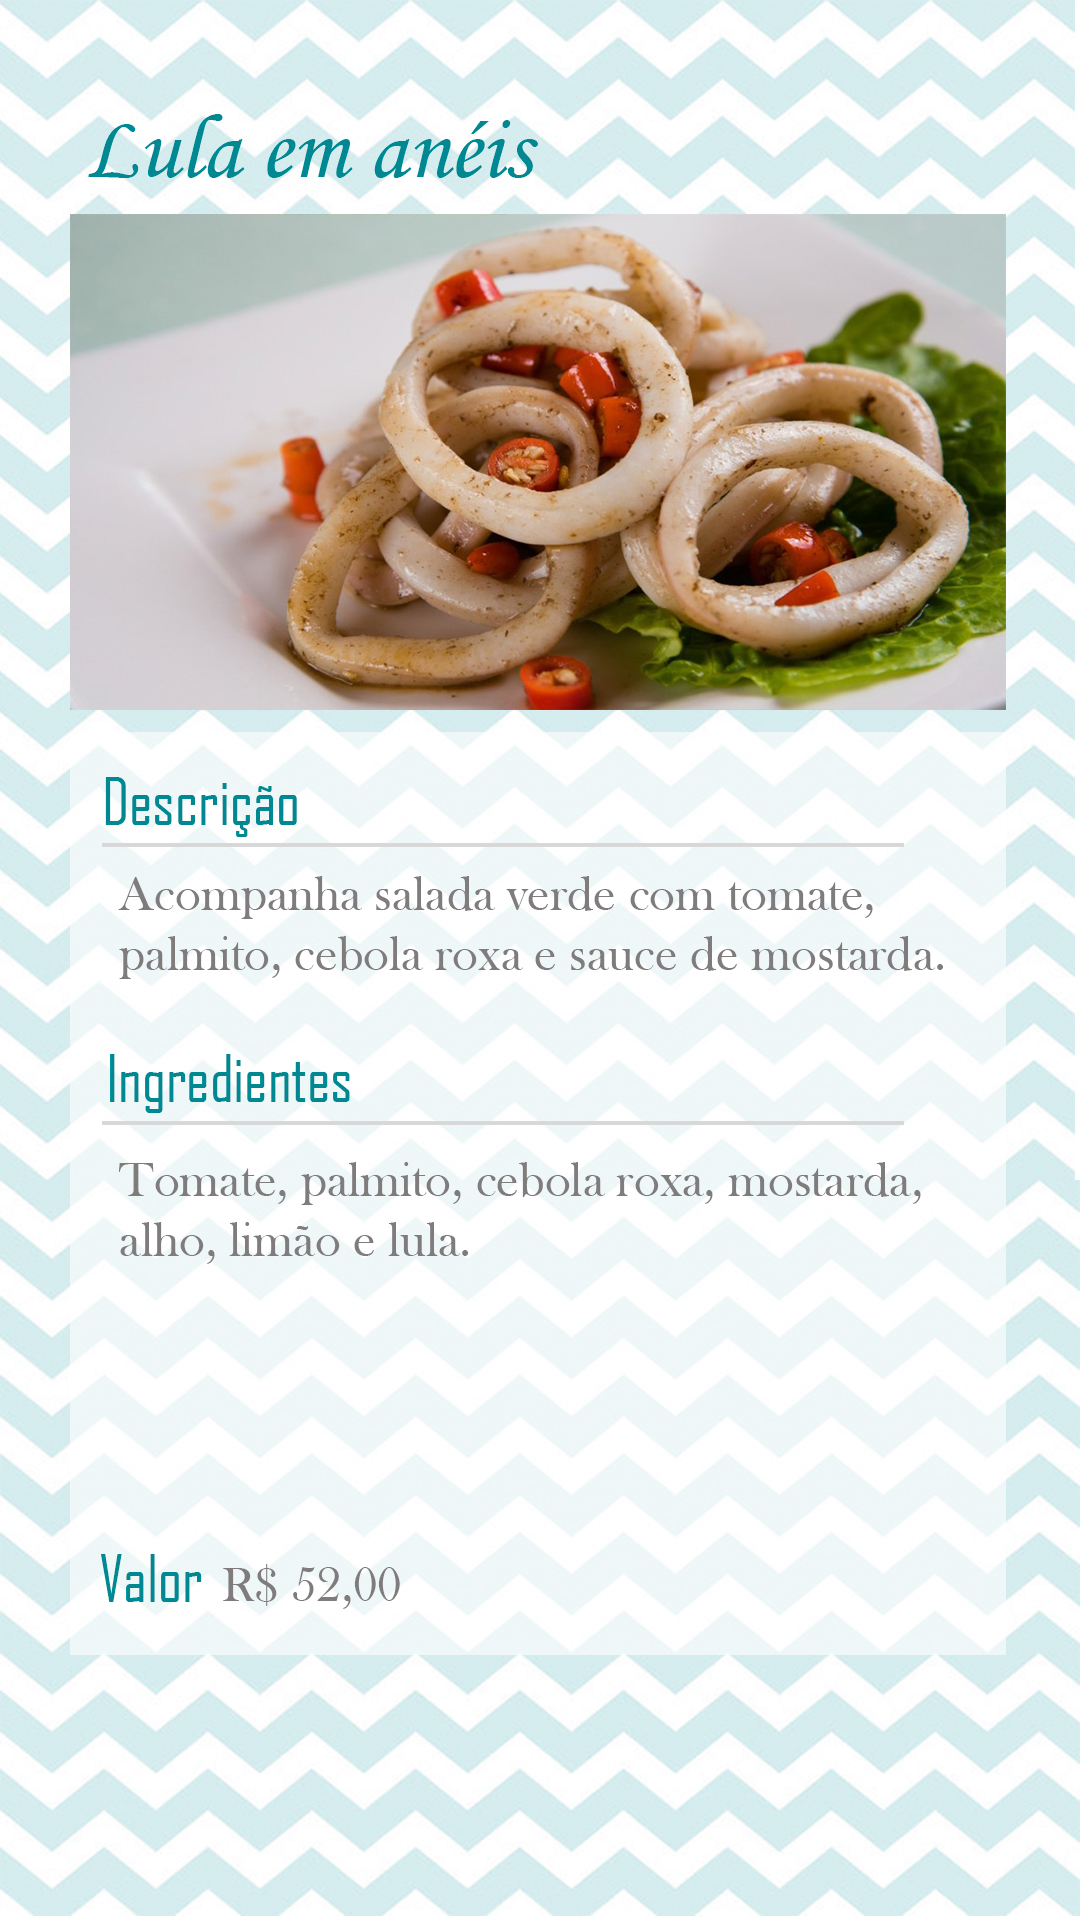 Lula em anéis
Descrição
Acompanha salada verde com tomate,
palmito, cebola roxa e sauce de mostarda.
Ingredientes
Tomate, palmito, cebola roxa, mostarda,
alho, limão e lula.
Valor R$ 52,00